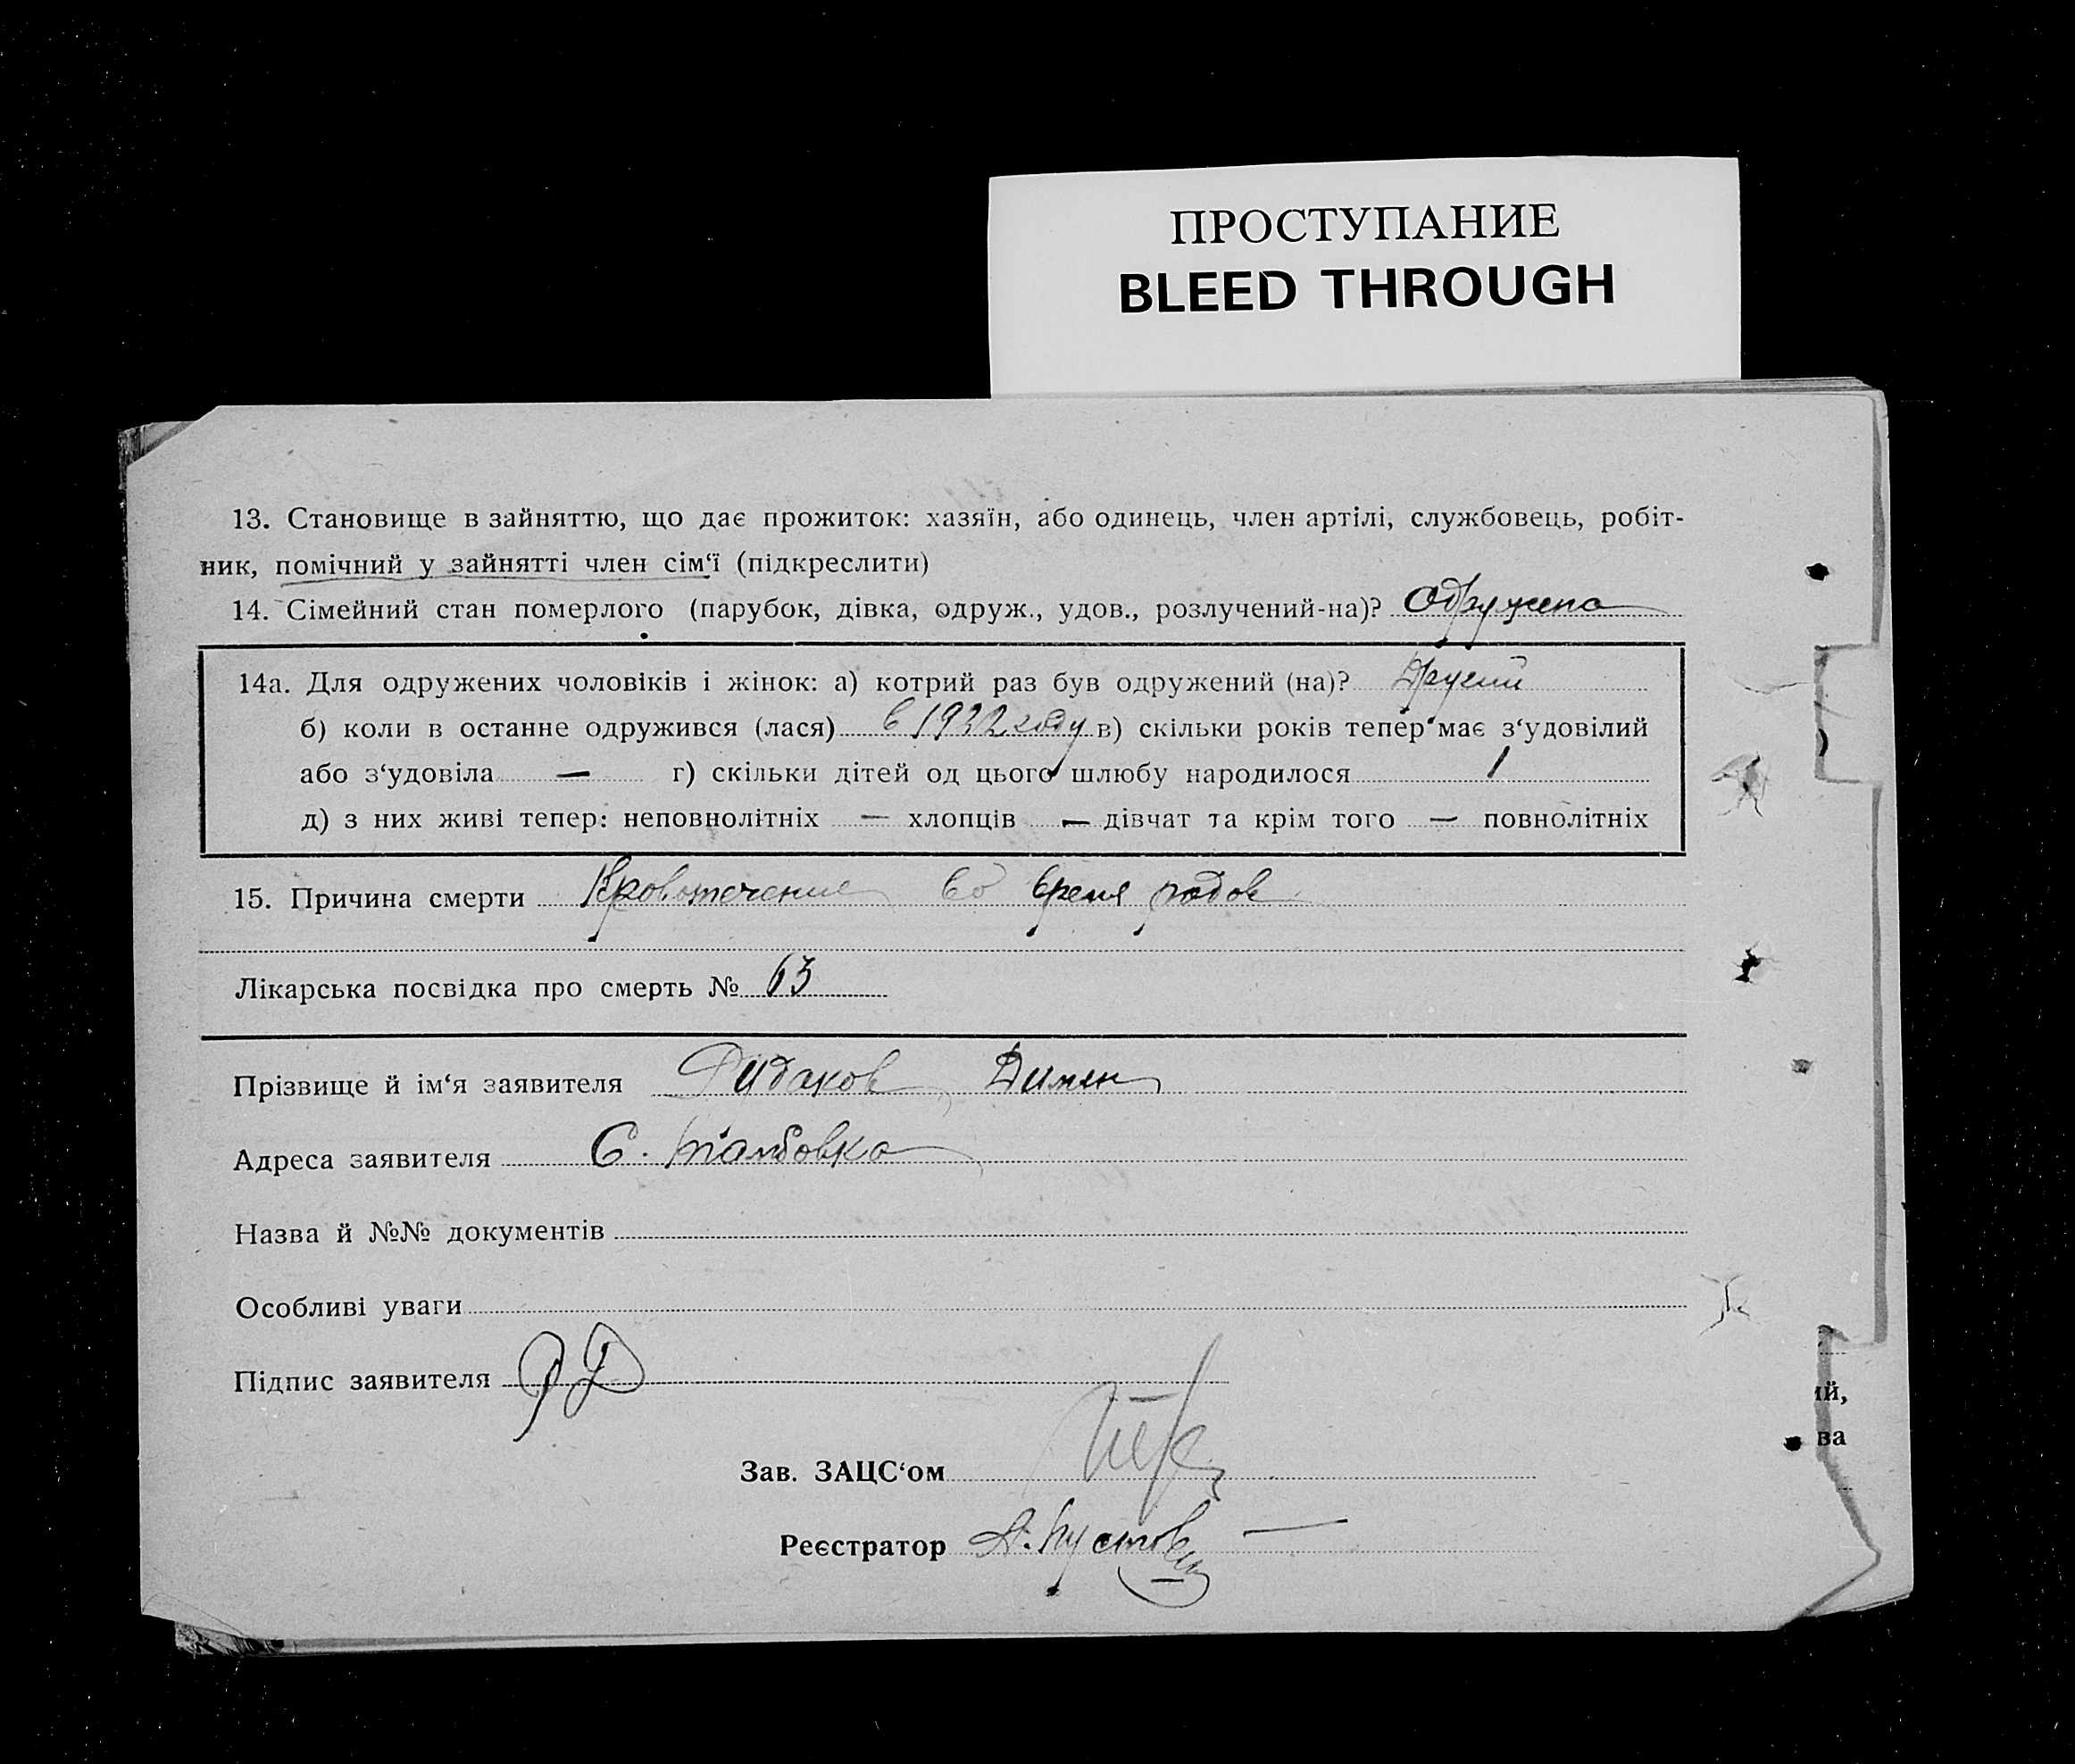 ПРОСТУПАНИЕ
BLEED THROUGH
13. Становище в зайняттю, що дає прожиток: хазяїн, або одинець, член артілі, службовець, робіт-
ник, помічний у зайнятті член сім‘ї (підкреслити)
14. Сімейний стан померлого (парубок, дівка, одруж., удов., розлучений-на)? Одружена
14а. Для одружених чоловіків і жінок: а) котрий раз був одружений (на)? Другий
б) коли в останне одружився (лася) в 1932 году в) скільки років тепер має з‘удовілий
або з‘удовіла — г) скільки дітей од цього шлюбу народилося 1
д) з них живі тепер: неповнолітніх — хлопців — дівчат та крім того — повнолітніх
15. Причина смерти Кровотечение во время родов
Лікарська посвідка про смерть № 63
Прізвище й ім‘я заявителя
Адреса заявителя С.
Назва й №№ документів
Особливі уваги
Підпис заявителя
ий,
ва
Зав. ЗАЦС‘ом
Реєстратор А.